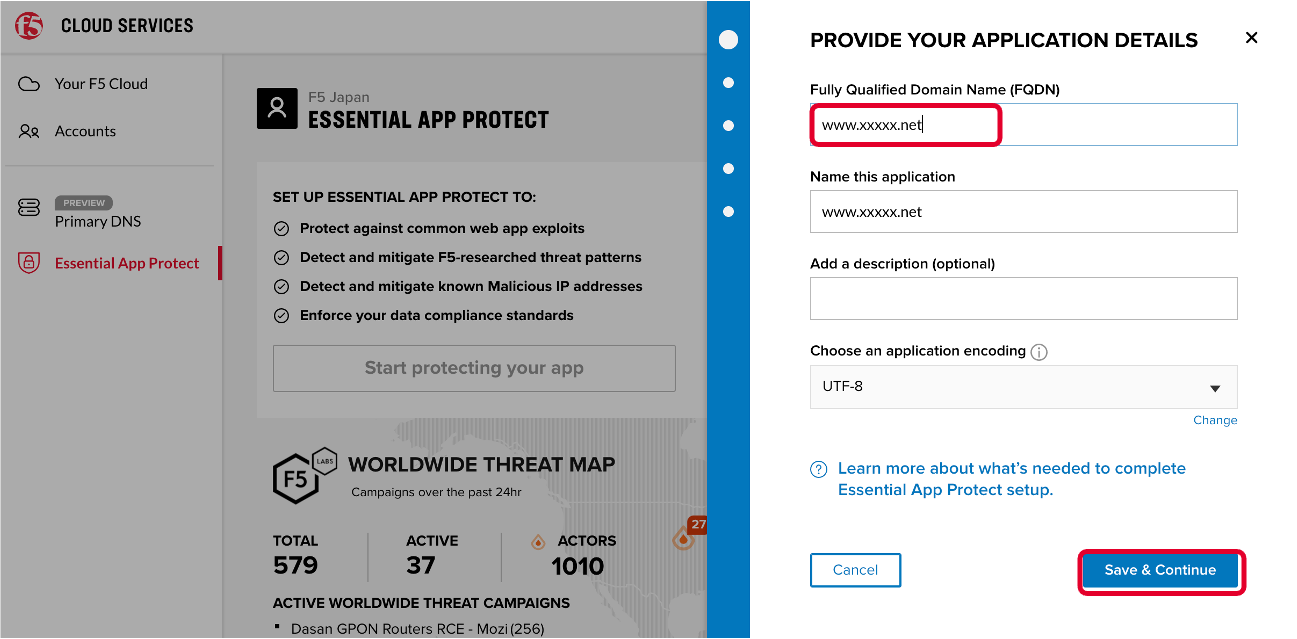 f5 CLOUD SERVICES
Your F5 Cloud
Accounts
PREVIEW
Primary DNS
Essential App Protect
F5 Japan
ESSENTIAL APP PROTECT
SET UP ESSENTIAL APP PROTECT TO:
Protect against common web app exploits
Detect and mitigate F5-researched threat patterns
Detect and mitigate known Malicious IP addresses
Enforce your data compliance standards
Start protecting your app
F5 LABS WORLDWIDE THREAT MAP
Campaigns over the past 24hr
TOTAL ACTIVE ACTORS
579 37 1010
27
ACTIVE WORLDWIDE THREAT CAMPAIGNS
Dasan GPON Routers RCE - Mozi (256)
PROVIDE YOUR APPLICATION DETAILS
Fully Qualified Domain Name (FQDN)
www.xxxxx.net
Name this application
www.xxxxx.net
Add a description (optional)
Choose an application encoding
UTF-8
Change
Learn more about what’s needed to complete
Essential App Protect setup.
Cancel Save & Continue